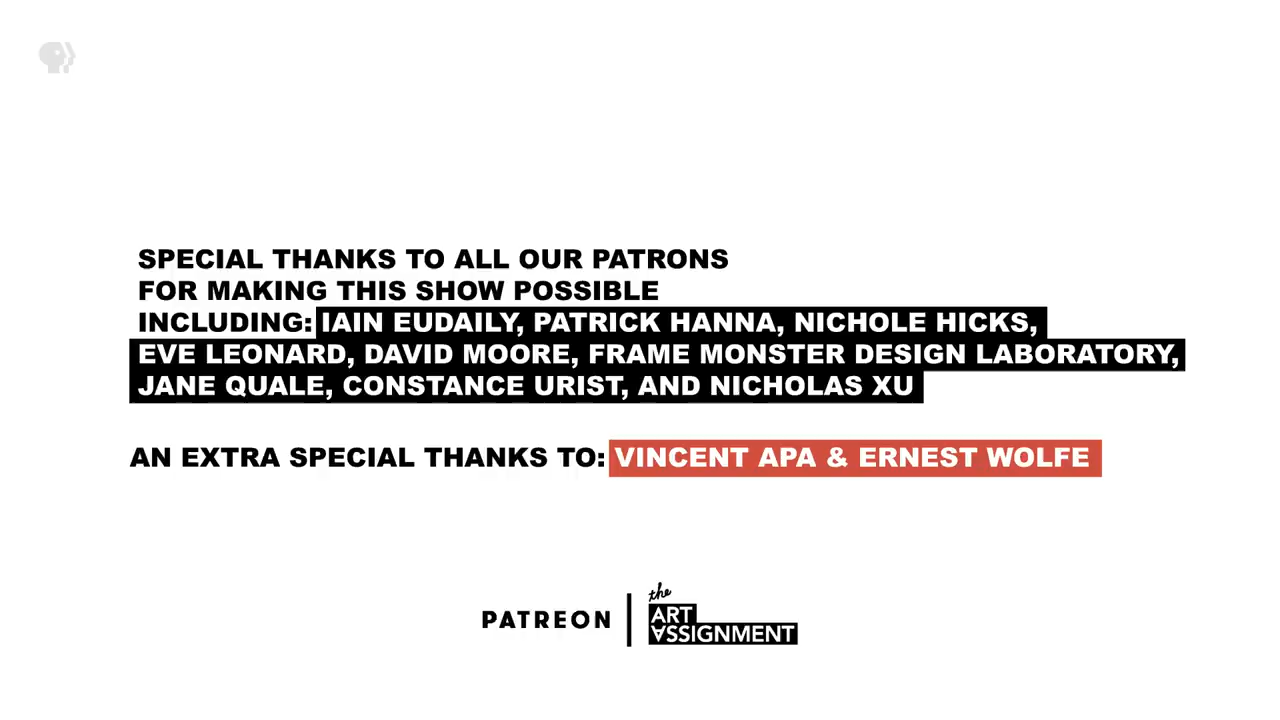 SPECIAL THANKS TO ALL OUR PATRONS
FOR MAKING THIS SHOW POSSIBLE
INCLUDING: IAIN EUDAILY, PATRICK HANNA, NICHOLE HICKS,
EVE LEONARD, DAVID MOORE, FRAME MONSTER DESIGN LABORATORY,
JANE QUALE, CONSTANCE URIST, AND NICHOLAS XU
AN EXTRA SPECIAL THANKS TO: VINCENT APA & ERNEST WOLFE
PATREON
the
ART
ASSIGNMENT